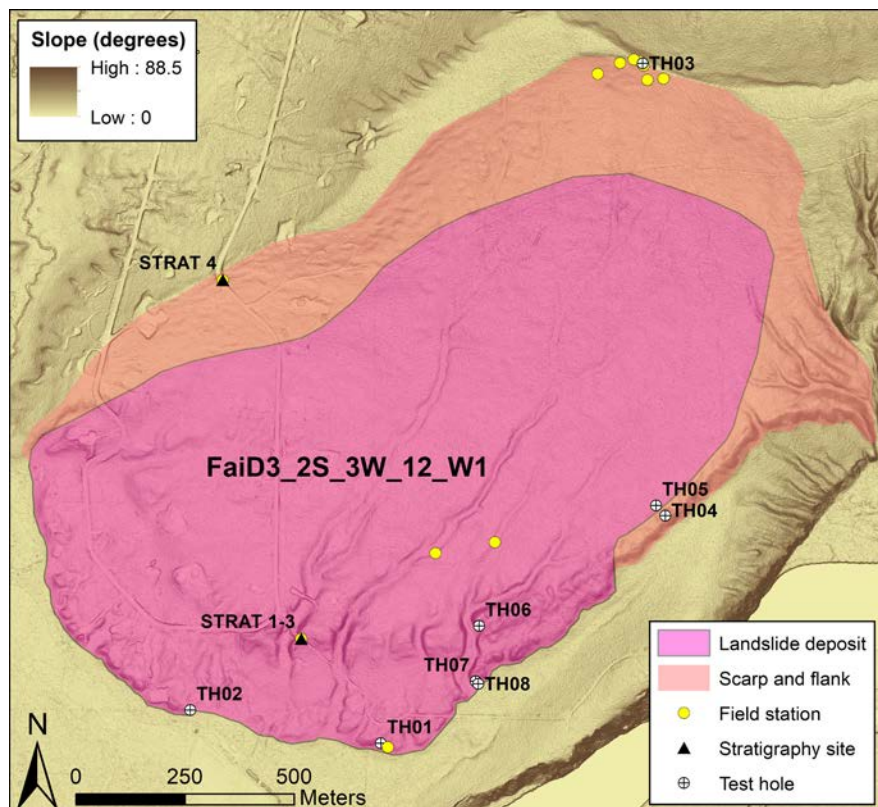 Slope (degrees)
High : 88.5
Low : 0
TH03
STRAT 4
FaiD3_2S_3W_12_W1
TH05
TH04
STRAT 1-3
TH06
TH07
TH08
TH02
TH01
N
0 250 500
Meters
Landslide deposit
Scarp and flank
Field station
Stratigraphy site
Test hole